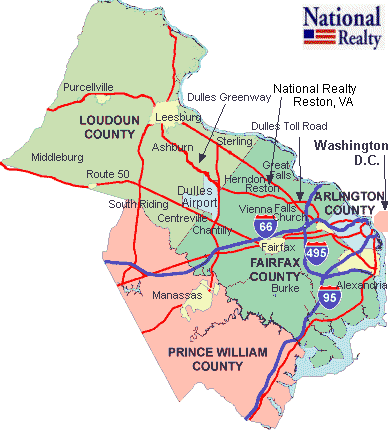 National
Realty
Purcellville
Dulles Greenway
National Realty
Reston, VA
Leesburg
LOUDOUN
COUNTY
Sterling
Dulles Toll Road
Ashburn
Middleburg
Great
Falls
Washington
D.C.
Route 50
Herndon
Reston
Dulles
Airport
ARLINGTON
COUNTY
South Riding
Vienna
Falls
Church
Centreville
Chantilly
66
Fairfax
495
FAIRFAX
COUNTY
Burke
Alexandria
95
Manassas
PRINCE WILLIAM
COUNTY